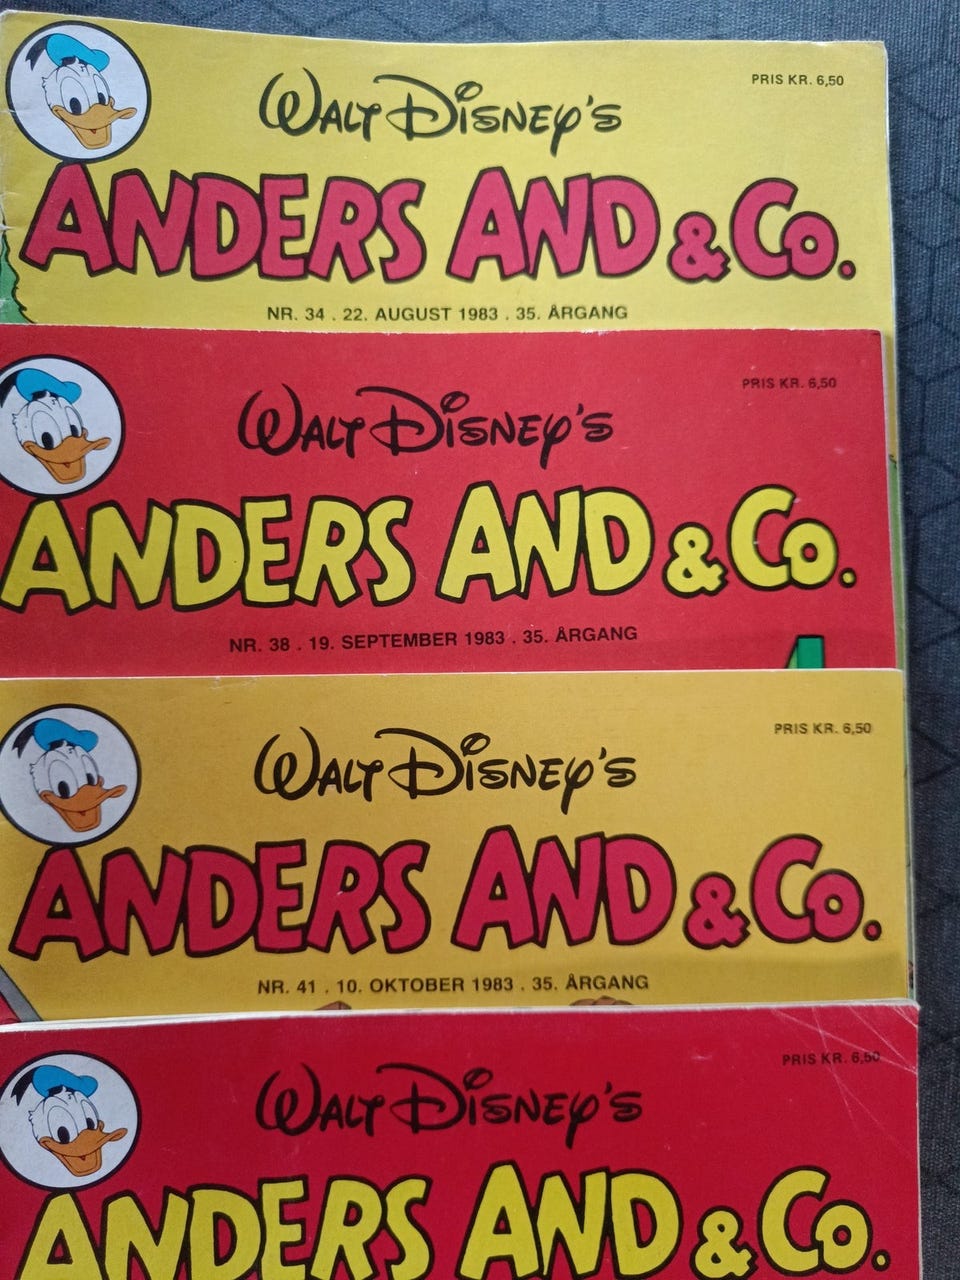 PRIS KR. 6,50
WALT DISNEY'S
ANDERS AND & Co.
NR. 34 . 22. AUGUST 1983 . 35. ÅRGANG
PRIS KR. 6,50
WALT DISNEY'S
ANDERS AND & Co.
NR. 38 . 19. SEPTEMBER 1983 . 35. ÅRGANG
PRIS KR. 6,50
WALT DISNEY'S
ANDERS AND & Co.
NR. 41 . 10. OKTOBER 1983 . 35. ÅRGANG
PRIS KR. 6,50
WALT DISNEY'S
ANDERS AND & Co.